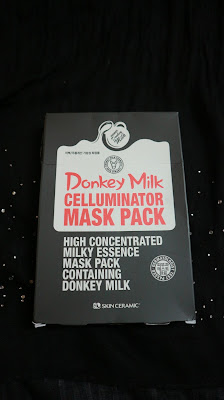 Donkey Milk
CELLUMINATOR
MASK PACK
HIGH CONCENTRATED
MILKY ESSENCE
MASK PACK
CONTAINING
DONKEY MILK
SKIN CERAMIC